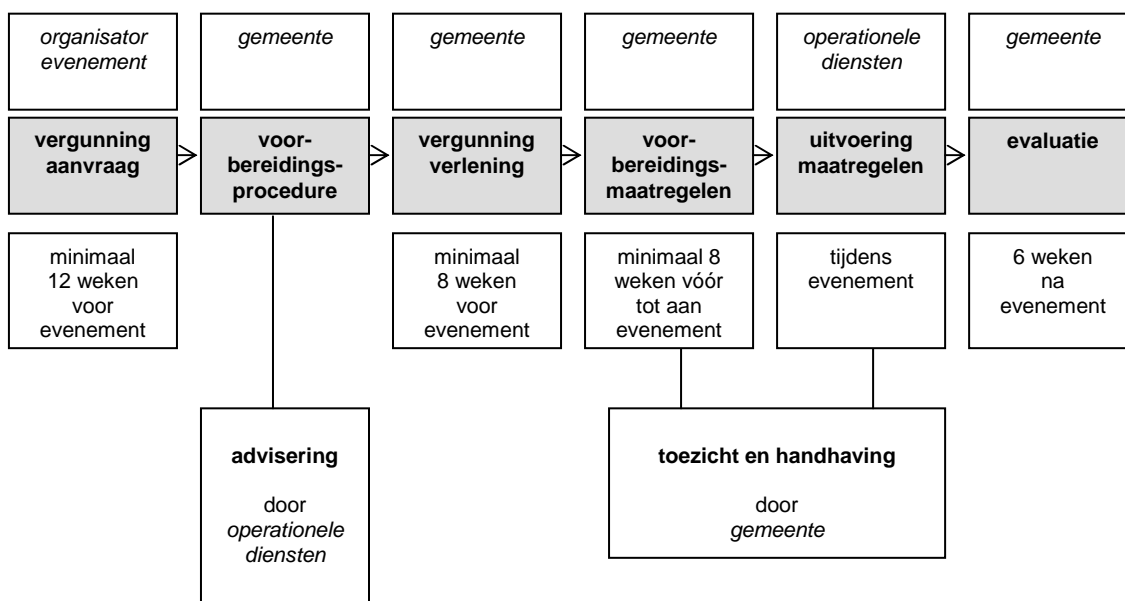 organisator
evenement
gemeente
gemeente
gemeente
operationele
diensten
gemeente
vergunning
aanvraag
voor-
bereidings-
procedure
vergunning
verlening
voor-
bereidings-
maatregelen
uitvoering
maatregelen
evaluatie
minimaal
12 weken
voor
evenement
minimaal
8 weken
voor
evenement
minimaal 8
weken vóór
tot aan
evenement
tijdens
evenement
6 weken
na
evenement
advisering
door
operationele
diensten
toezicht en handhaving
door
gemeente